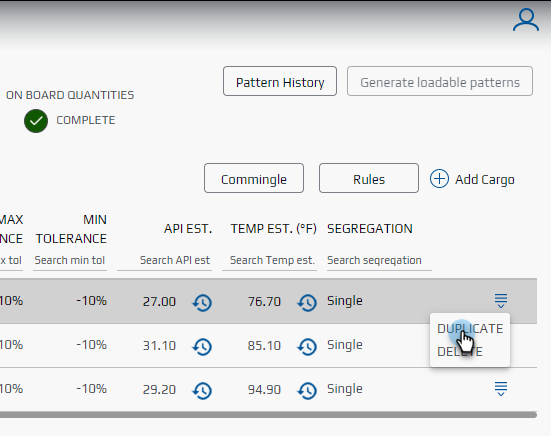 Pattern History
Generate loadable patterns
ON BOARD QUANTITIES
COMPLETE
Commingle
Rules
Add Cargo
MAX MIN
NCE TOLERANCE API EST. TEMP EST. (°F) SEGREGATION
x tol Search min tol Search API est Search Temp est. Search segregation
10% -10% 27.00 76.70 Single
DUPLICATE
10% -10% 31.10 85.10 Single
DELETE
10% -10% 29.20 94.90 Single